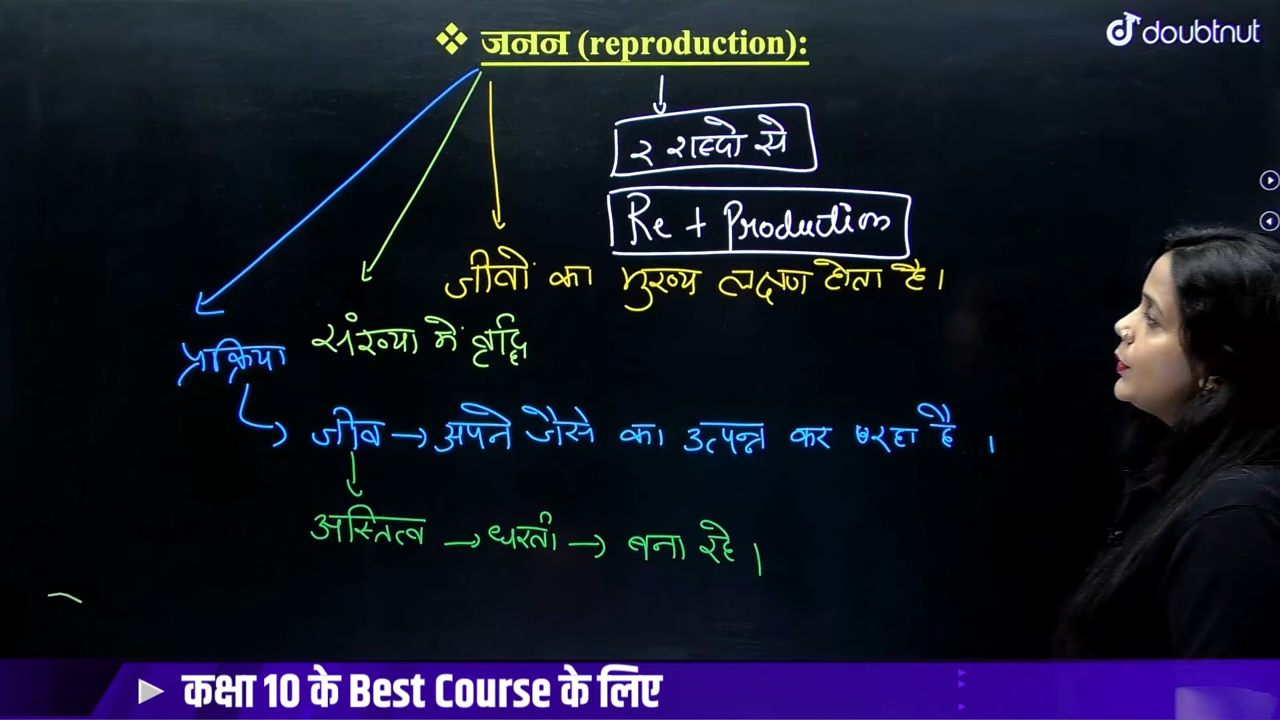 ❖ जनन (reproduction):
doubtnut
२ शब्दो से
Re + Production
जीवों का मुख्य लक्षण होता है।
संख्या में वृद्धि
प्रक्रिया
जीव → अपने जैसे का उत्पन्न कर रहा है ।
अस्तित्व → धरती → बना रहे ।
कक्षा 10 के Best Course के लिए